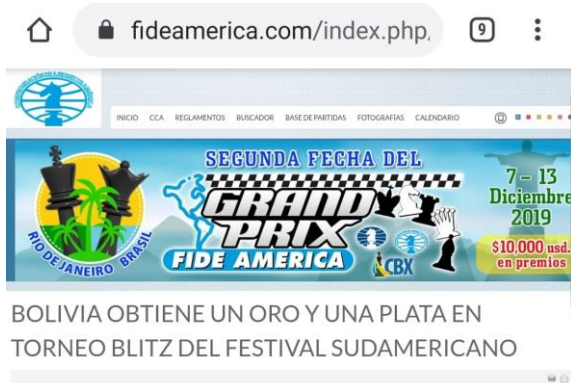 fideamerica.com/index.php,
9
INICIO CCA REGLAMENTOS BUSCADOR BASE DE PARTIDAS FOTOGRAFÍAS CALENDARIO
SEGUNDA FECHA DEL
GRAND
PRIX
FIDE AMERICA
CBX
RIO DE JANEIRO BRASIL
7 – 13
Diciembre
2019
$10,000 usd.
en premios
BOLIVIA OBTIENE UN ORO Y UNA PLATA EN
TORNEO BLITZ DEL FESTIVAL SUDAMERICANO